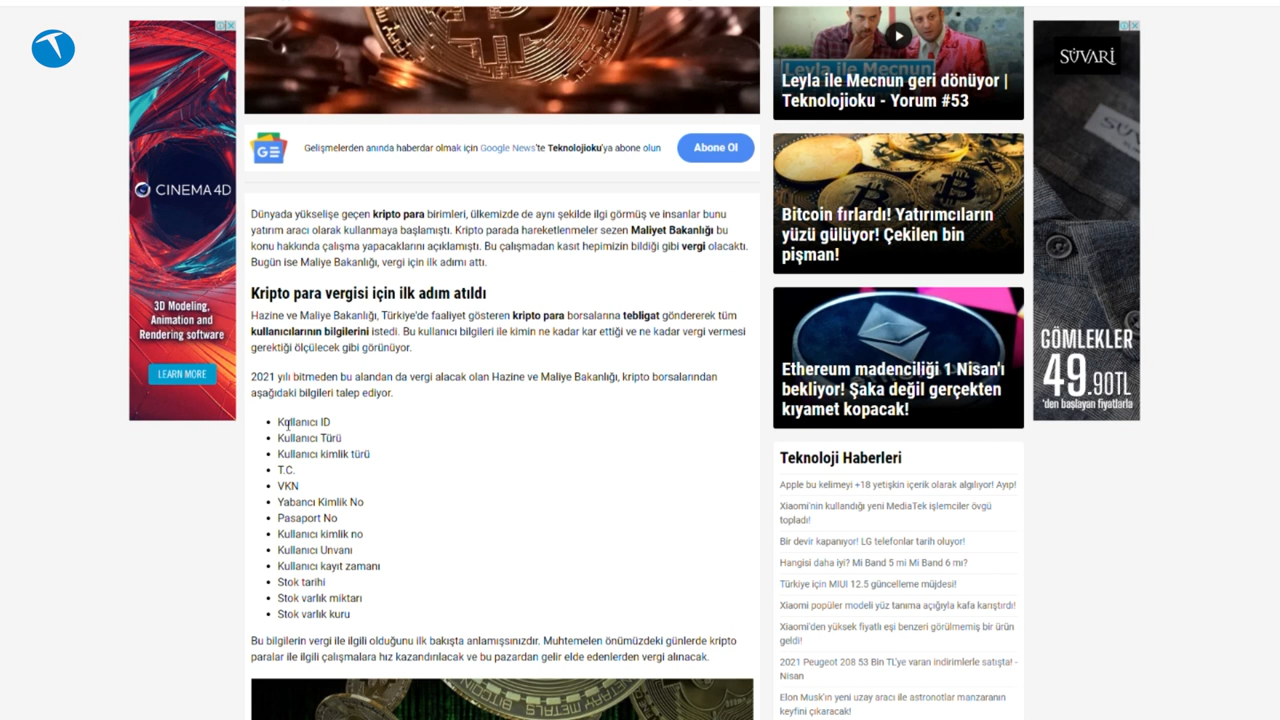 CINEMA 4D
3D Modeling,
Animation and
Rendering software
LEARN MORE
Gelişmelerden anında haberdar olmak için Google News'te Teknolojioku'ya abone olun
Abone Ol
Dünyada yükselişe geçen kripto para birimleri, ülkemizde de aynı şekilde ilgi görmüş ve insanlar bunu
yatırım aracı olarak kullanmaya başlamıştı. Kripto parada hareketlenmeler sezen Maliyet Bakanlığı bu
konu hakkında çalışma yapacaklarını açıklamıştı. Bu çalışmadan kasıt hepimizin bildiği gibi vergi olacaktı.
Bugün ise Maliye Bakanlığı, vergi için ilk adımı attı.
Kripto para vergisi için ilk adım atıldı
Hazine ve Maliye Bakanlığı, Türkiye'de faaliyet gösteren kripto para borsalarına tebligat göndererek tüm
kullanıcılarının bilgilerini istedi. Bu kullanıcı bilgileri ile kimin ne kadar kar ettiği ve ne kadar vergi vermesi
gerektiği ölçülecek gibi görünüyor.
2021 yılı bitmeden bu alandan da vergi alacak olan Hazine ve Maliye Bakanlığı, kripto borsalarından
aşağıdaki bilgileri talep ediyor.
Kullanıcı ID
Kullanıcı Türü
Kullanıcı kimlik türü
T.C.
VKN
Yabancı Kimlik No
Pasaport No
Kullanıcı kimlik no
Kullanıcı Unvanı
Kullanıcı kayıt zamanı
Stok tarihi
Stok varlık miktarı
Stok varlık kuru
Bu bilgilerin vergi ile ilgili olduğunu ilk bakışta anlamışsınızdır. Muhtemelen önümüzdeki günlerde kripto
paralar ile ilgili çalışmalara hız kazandırılacak ve bu pazardan gelir elde edenlerden vergi alınacak.
Leyla ile Mecnun
Leyla ile Mecnun geri dönüyor |
Teknolojioku - Yorum #53
Bitcoin fırladı! Yatırımcıların
yüzü gülüyor! Çekilen bin
pişman!
Ethereum madenciliği 1 Nisan'ı
bekliyor! Şaka değil gerçekten
kıyamet kopacak!
Teknoloji Haberleri
Apple bu kelimeyi +18 yetişkin içerik olarak algılıyor! Ayıp!
Xiaomi'nin kullandığı yeni MediaTek işlemciler övgü
topladı!
Bir devir kapanıyor! LG telefonlar tarih oluyor!
Hangisi daha iyi? Mi Band 5 mi Mi Band 6 mı?
Türkiye için MIUI 12.5 güncelleme müjdesi!
Xiaomi popüler modeli yüz tanıma açığıyla kafa karıştırdı!
Xiaomi'den yüksek fiyatlı eşi benzeri görülmemiş bir ürün
geldi!
2021 Peugeot 208 53 Bin TL'ye varan indirimlerle satışta! -
Nisan
Elon Musk'ın yeni uzay aracı ile astronotlar manzaranın
keyfini çıkaracak!
SÜVARİ
GÖMLEKLER
49.90TL
'den başlayan fiyatlarla